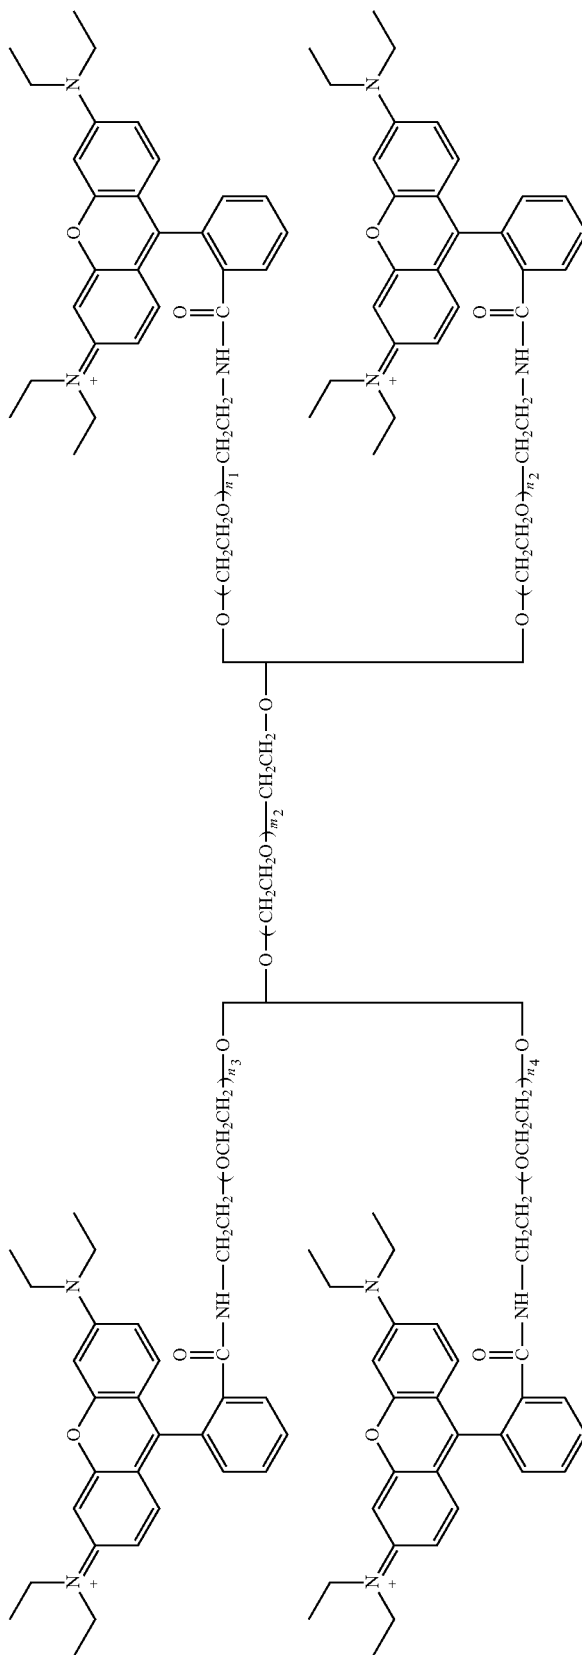 N+ O N N+ O N
O O
C NH CH2CH2 (OCH2CH2)n3 O O (CH2CH2O)n1 CH2CH2 NH C
O (CH2CH2O)m2 CH2CH2 O
N+ O N N+ O N
O O
C NH CH2CH2 (OCH2CH2)n4 O O (CH2CH2O)n2 CH2CH2 NH C